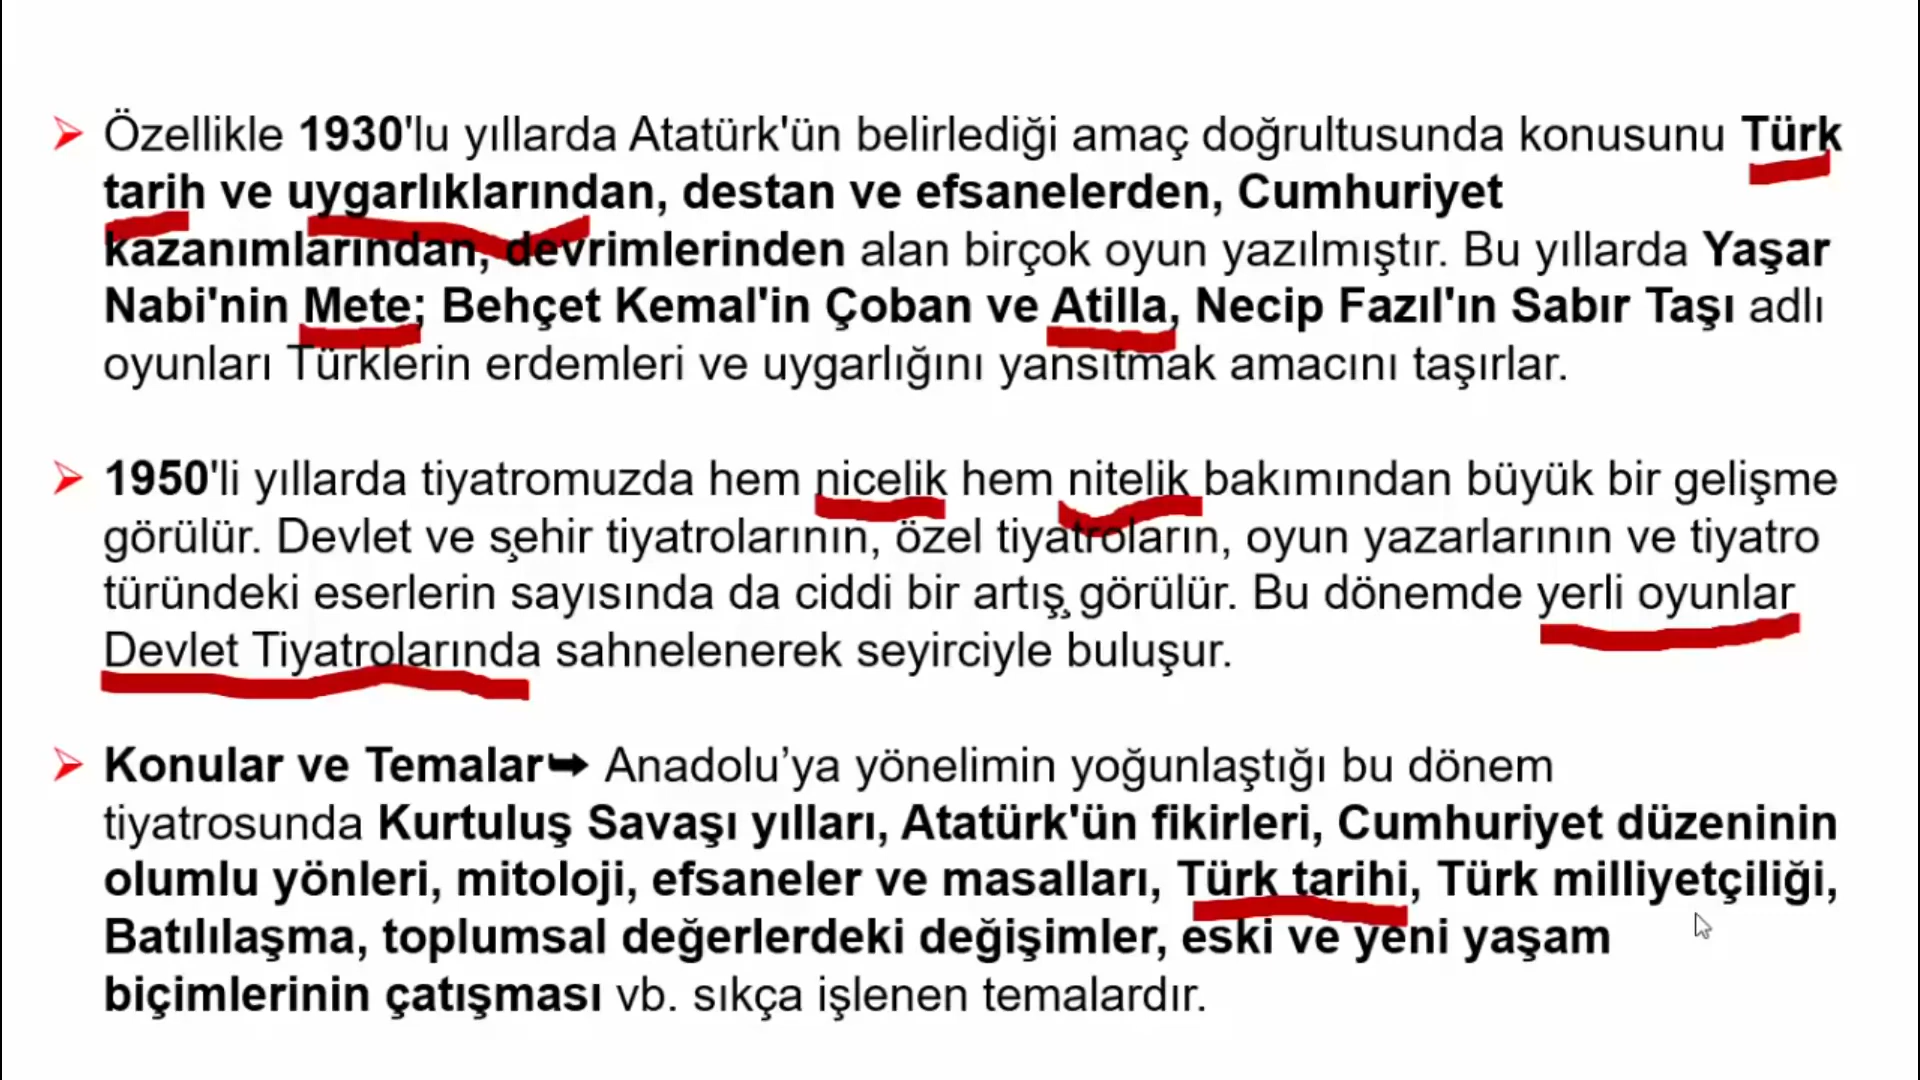 Özellikle 1930'lu yıllarda Atatürk'ün belirlediği amaç doğrultusunda konusunu Türk
tarih ve uygarlıklarından, destan ve efsanelerden, Cumhuriyet
kazanımlarından, devrimlerinden alan birçok oyun yazılmıştır. Bu yıllarda Yaşar
Nabi'nin Mete; Behçet Kemal'in Çoban ve Atilla, Necip Fazıl'ın Sabır Taşı adlı
oyunları Türklerin erdemleri ve uygarlığını yansıtmak amacını taşırlar.
1950'li yıllarda tiyatromuzda hem nicelik hem nitelik bakımından büyük bir gelişme
görülür. Devlet ve şehir tiyatrolarının, özel tiyatroların, oyun yazarlarının ve tiyatro
türündeki eserlerin sayısında da ciddi bir artış görülür. Bu dönemde yerli oyunlar
Devlet Tiyatrolarında sahnelenerek seyirciyle buluşur.
Konular ve Temalar➥ Anadolu’ya yönelimin yoğunlaştığı bu dönem
tiyatrosunda Kurtuluş Savaşı yılları, Atatürk'ün fikirleri, Cumhuriyet düzeninin
olumlu yönleri, mitoloji, efsaneler ve masalları, Türk tarihi, Türk milliyetçiliği,
Batılılaşma, toplumsal değerlerdeki değişimler, eski ve yeni yaşam
biçimlerinin çatışması vb. sıkça işlenen temalardır.